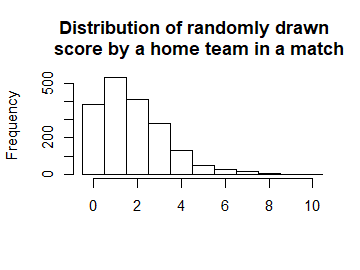 Distribution of randomly drawn
score by a home team in a match
Frequency
500
200
0
0 2 4 6 8 10